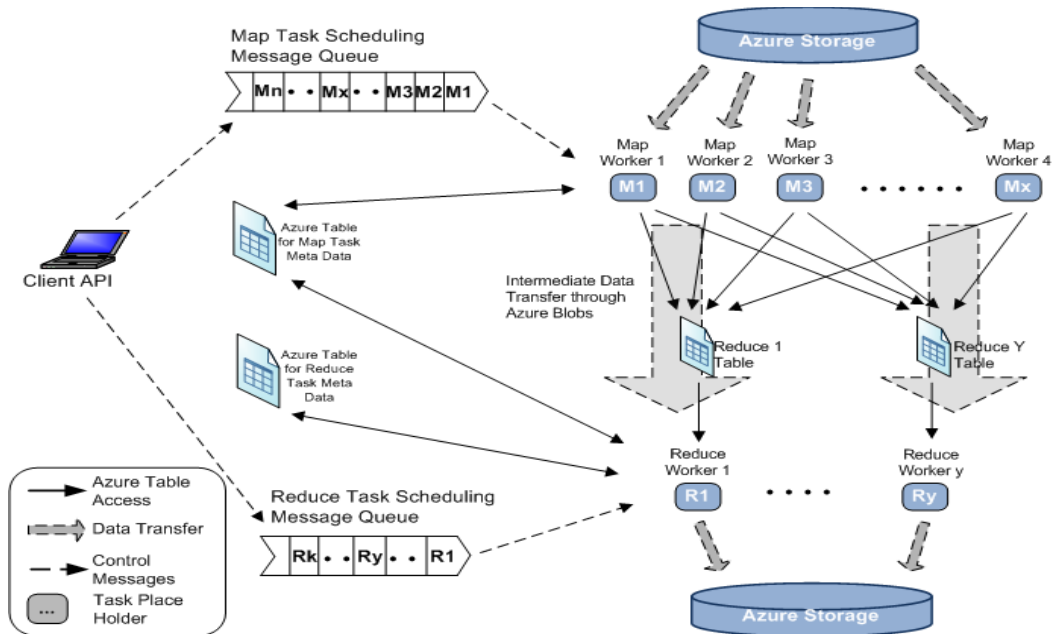 Map Task Scheduling
Message Queue
Mn • • Mx • • M3 M2 M1
Azure Storage
Map
Worker 1
Map
Worker 2
Map
Worker 3
Map
Worker 4
M1
M2
M3
......
Mx
Azure Table
for Map Task
Meta Data
Client API
Intermediate Data
Transfer through
Azure Blobs
Azure Table
for Reduce
Task Meta
Data
Reduce 1
Table
Reduce Y
Table
Reduce
Worker 1
Reduce
Worker y
R1
....
Ry
Reduce Task Scheduling
Message Queue
Rk • • Ry • • R1
Azure Storage
Azure Table
Access
Data Transfer
Control
Messages
...
Task Place
Holder